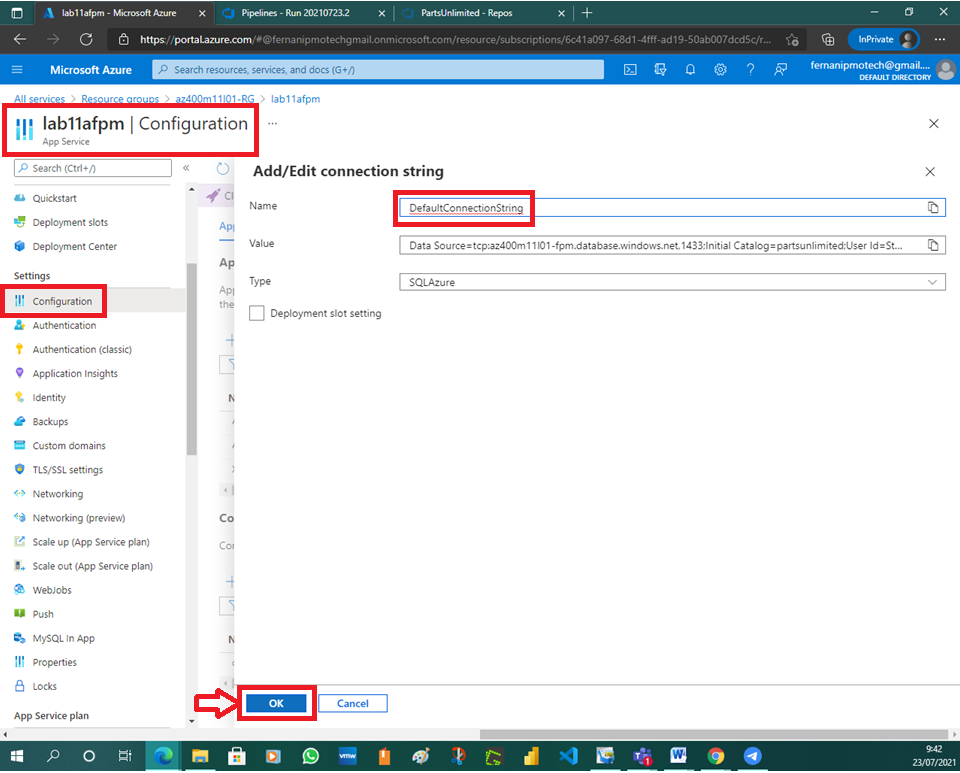 lab11afpm - Microsoft Azure
Pipelines - Run 20210723.2
PartsUnlimited - Repos
https://portal.azure.com/#@fernanipmotechgmail.onmicrosoft.com/resource/subscriptions/6c41a097-68d1-4fff-ad19-50ab007dcd5c/r...
InPrivate
Microsoft Azure
Search resources, services, and docs (G+/)
fernanipmotech@gmail....
DEFAULT DIRECTORY
All services > Resource groups > az400m11l01-RG > lab11afpm
lab11afpm | Configuration
...
App Service
Search (Ctrl+/)
Quickstart
Deployment slots
Deployment Center
Settings
Configuration
Authentication
Authentication (classic)
Application Insights
Identity
Backups
Custom domains
TLS/SSL settings
Networking
Networking (preview)
Scale up (App Service plan)
Scale out (App Service plan)
WebJobs
Push
MySQL In App
Properties
Locks
App Service plan
Add/Edit connection string
Name
DefaultConnectionString
Value
Data Source=tcp:az400m11l01-fpm.database.windows.net,1433;Initial Catalog=partsunlimited;User Id=St...
Type
SQLAzure
Deployment slot setting
OK
Cancel
vmw
9:42
23/07/2021